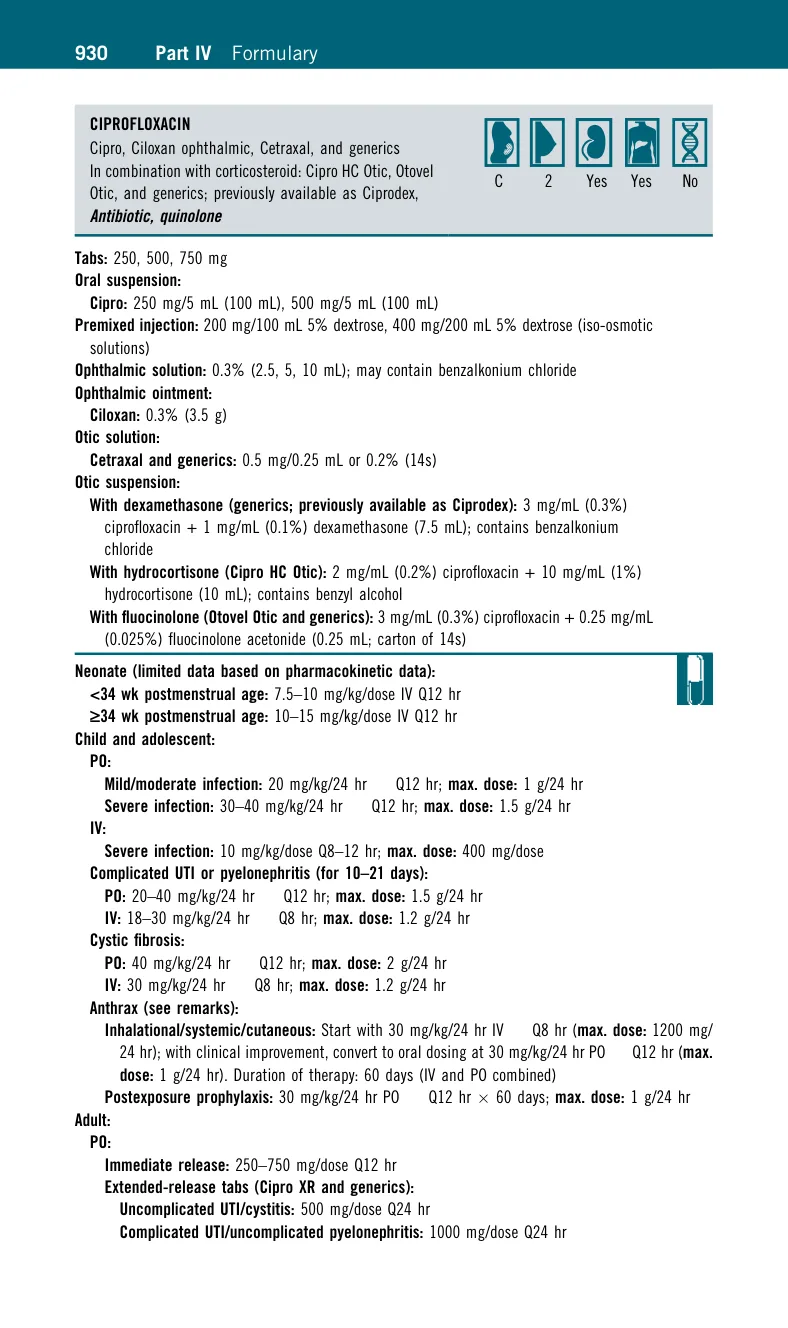 930 Part IV Formulary
CIPROFLOXACIN
Cipro, Ciloxan ophthalmic, Cetraxal, and generics
In combination with corticosteroid: Cipro HC Otic, Otovel
Otic, and generics; previously available as Ciprodex,
Antibiotic, quinolone
C 2 Yes Yes No
Tabs: 250, 500, 750 mg
Oral suspension:
Cipro: 250 mg/5 mL (100 mL), 500 mg/5 mL (100 mL)
Premixed injection: 200 mg/100 mL 5% dextrose, 400 mg/200 mL 5% dextrose (iso-osmotic
solutions)
Ophthalmic solution: 0.3% (2.5, 5, 10 mL); may contain benzalkonium chloride
Ophthalmic ointment:
Ciloxan: 0.3% (3.5 g)
Otic solution:
Cetraxal and generics: 0.5 mg/0.25 mL or 0.2% (14s)
Otic suspension:
With dexamethasone (generics; previously available as Ciprodex): 3 mg/mL (0.3%)
ciprofloxacin + 1 mg/mL (0.1%) dexamethasone (7.5 mL); contains benzalkonium
chloride
With hydrocortisone (Cipro HC Otic): 2 mg/mL (0.2%) ciprofloxacin + 10 mg/mL (1%)
hydrocortisone (10 mL); contains benzyl alcohol
With fluocinolone (Otovel Otic and generics): 3 mg/mL (0.3%) ciprofloxacin + 0.25 mg/mL
(0.025%) fluocinolone acetonide (0.25 mL; carton of 14s)
Neonate (limited data based on pharmacokinetic data):
<34 wk postmenstrual age: 7.5–10 mg/kg/dose IV Q12 hr
≥34 wk postmenstrual age: 10–15 mg/kg/dose IV Q12 hr
Child and adolescent:
PO:
Mild/moderate infection: 20 mg/kg/24 hr Q12 hr; max. dose: 1 g/24 hr
Severe infection: 30–40 mg/kg/24 hr Q12 hr; max. dose: 1.5 g/24 hr
IV:
Severe infection: 10 mg/kg/dose Q8–12 hr; max. dose: 400 mg/dose
Complicated UTI or pyelonephritis (for 10–21 days):
PO: 20–40 mg/kg/24 hr Q12 hr; max. dose: 1.5 g/24 hr
IV: 18–30 mg/kg/24 hr Q8 hr; max. dose: 1.2 g/24 hr
Cystic fibrosis:
PO: 40 mg/kg/24 hr Q12 hr; max. dose: 2 g/24 hr
IV: 30 mg/kg/24 hr Q8 hr; max. dose: 1.2 g/24 hr
Anthrax (see remarks):
Inhalational/systemic/cutaneous: Start with 30 mg/kg/24 hr IV Q8 hr (max. dose: 1200 mg/
24 hr); with clinical improvement, convert to oral dosing at 30 mg/kg/24 hr PO Q12 hr (max.
dose: 1 g/24 hr). Duration of therapy: 60 days (IV and PO combined)
Postexposure prophylaxis: 30 mg/kg/24 hr PO Q12 hr × 60 days; max. dose: 1 g/24 hr
Adult:
PO:
Immediate release: 250–750 mg/dose Q12 hr
Extended-release tabs (Cipro XR and generics):
Uncomplicated UTI/cystitis: 500 mg/dose Q24 hr
Complicated UTI/uncomplicated pyelonephritis: 1000 mg/dose Q24 hr